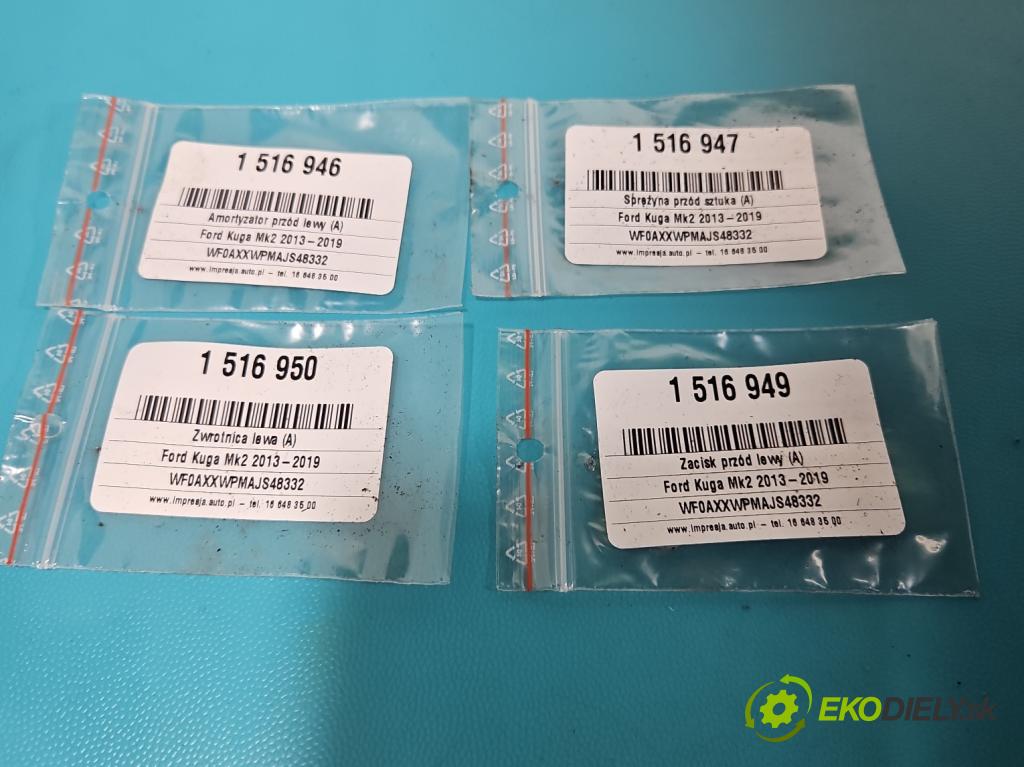 1 516 946
Amortyzator przód lewy (A)
Ford Kuga Mk2 2013-2019
WF0AXXWPMAJS48332
www.impresja.auto.pl - tel. 16 648 35 00
1 516 947
Sprężyna przód sztuka (A)
Ford Kuga Mk2 2013-2019
WF0AXXWPMAJS48332
www.impresja.auto.pl - tel. 16 648 35 00
1 516 950
Zwrotnica lewa (A)
Ford Kuga Mk2 2013-2019
WF0AXXWPMAJS48332
www.impresja.auto.pl - tel. 16 648 35 00
1 516 949
Zacisk przód lewy (A)
Ford Kuga Mk2 2013-2019
WF0AXXWPMAJS48332
www.impresja.auto.pl - tel. 16 648 35 00
EKODIELY.sk